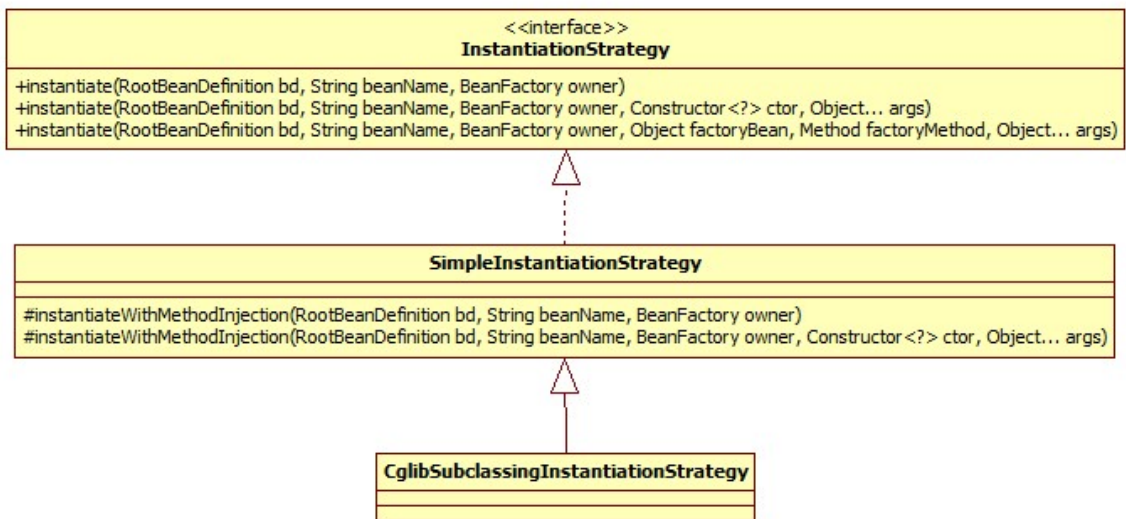 <<interface>>
InstantiationStrategy
+instantiate(RootBeanDefinition bd, String beanName, BeanFactory owner)
+instantiate(RootBeanDefinition bd, String beanName, BeanFactory owner, Constructor<?> ctor, Object... args)
+instantiate(RootBeanDefinition bd, String beanName, BeanFactory owner, Object factoryBean, Method factoryMethod, Object... args)
SimpleInstantiationStrategy
#instantiateWithMethodInjection(RootBeanDefinition bd, String beanName, BeanFactory owner)
#instantiateWithMethodInjection(RootBeanDefinition bd, String beanName, BeanFactory owner, Constructor<?> ctor, Object... args)
CglibSubclassingInstantiationStrategy